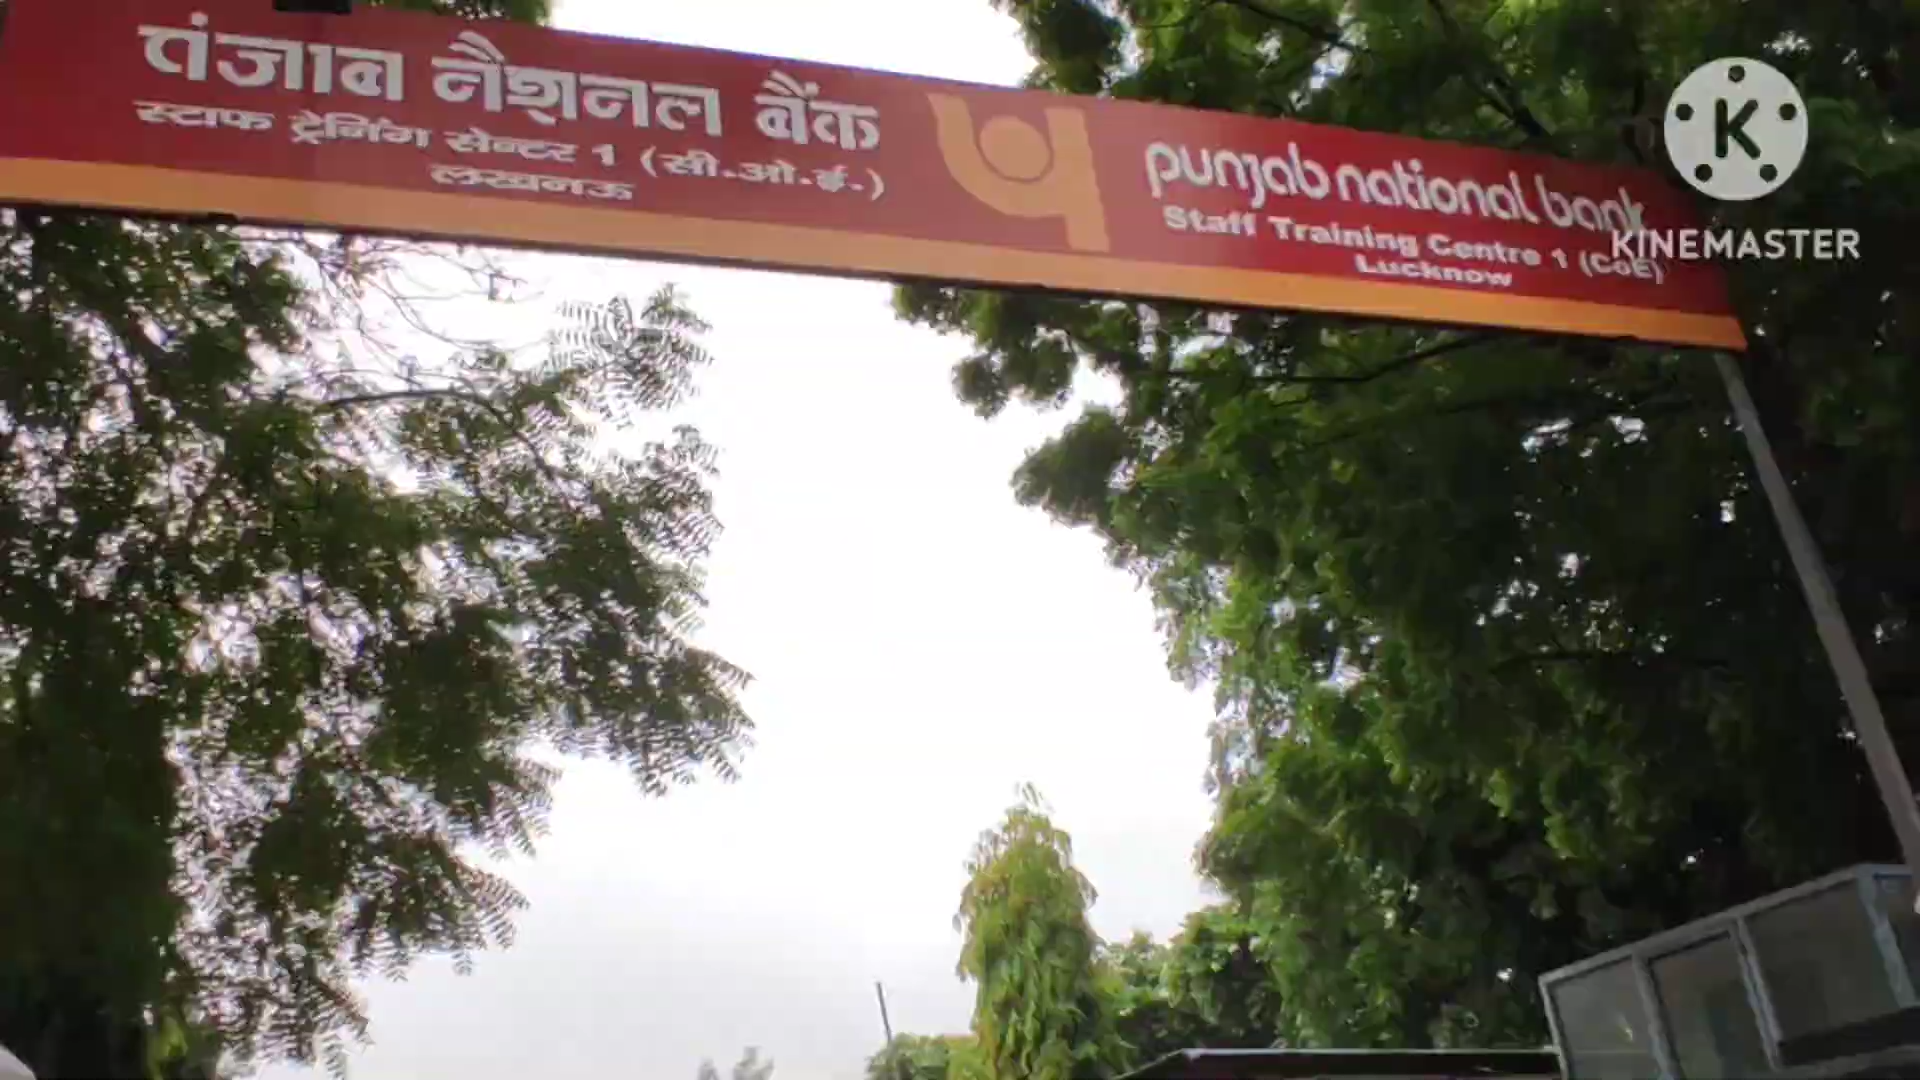 पंजाब नैशनल बैंक
स्टाफ ट्रेनिंग सेन्टर 1 (सी.ओ.ई.)
लखनऊ
punjab national bank
Staff Training Centre 1 (CoE)
Lucknow
K
KINEMASTER